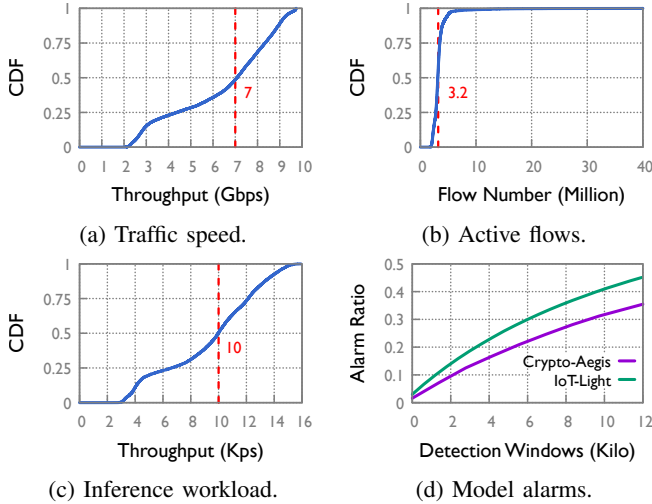 1
0.75
0.5
0.25
0
CDF
7
0 1 2 3 4 5 6 7 8 9 10
Throughput (Gbps)
(a) Traffic speed.
1
0.75
0.5
0.25
0
CDF
3.2
0 10 20 30 40
Flow Number (Million)
(b) Active flows.
1
0.75
0.5
0.25
0
CDF
10
0 2 4 6 8 10 12 14 16
Throughput (Kps)
(c) Inference workload.
0.5
0.4
0.3
0.2
0.1
0
Alarm Ratio
Crypto-Aegis
IoT-Light
0 2 4 6 8 10 12
Detection Windows (Kilo)
(d) Model alarms.